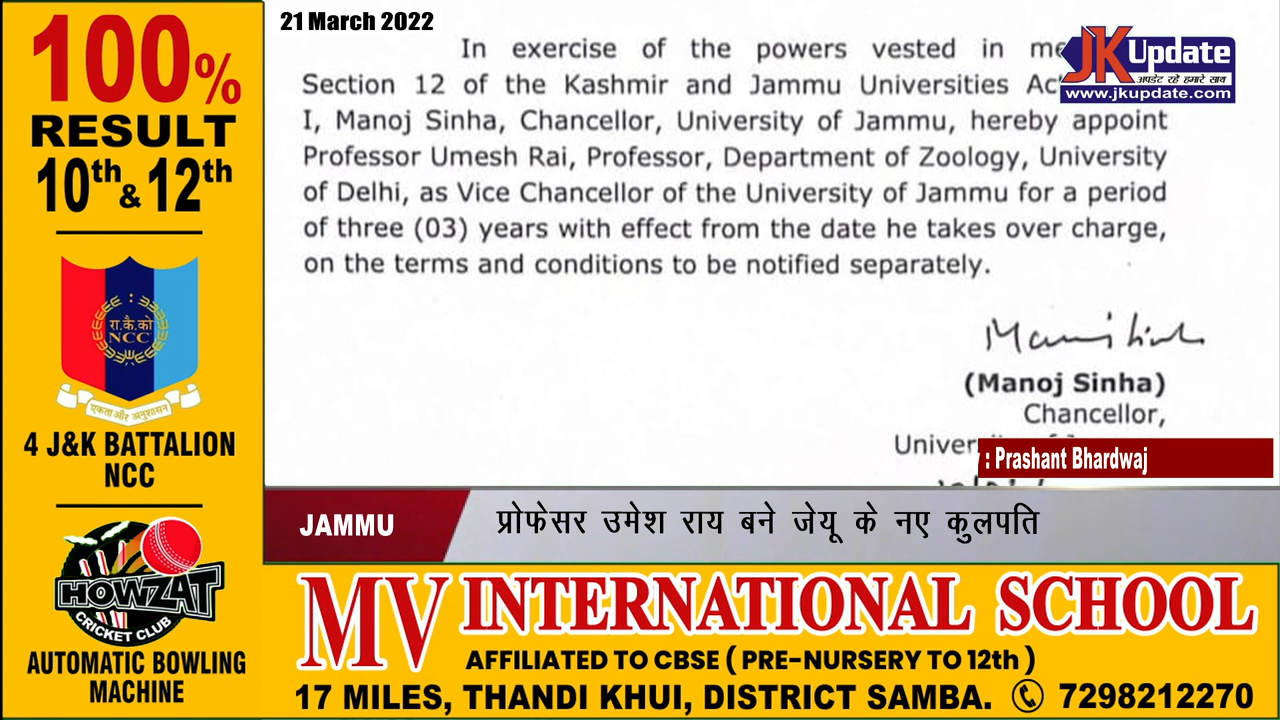 21 March 2022
In exercise of the powers vested in me
Section 12 of the Kashmir and Jammu Universities Ac
I, Manoj Sinha, Chancellor, University of Jammu, hereby appoint
Professor Umesh Rai, Professor, Department of Zoology, University
of Delhi, as Vice Chancellor of the University of Jammu for a period
of three (03) years with effect from the date he takes over charge,
on the terms and conditions to be notified separately.
(Manoj Sinha)
Chancellor,
Univer
: Prashant Bhardwaj
JK Update
अपडेट रहे हमारे साथ
www.jkupdate.com
100%
RESULT
10th & 12th
रा.कै.को
NCC
एकता और अनुशासन
4 J&K BATTALION
NCC
HOWZAT
CRICKET CLUB
AUTOMATIC BOWLING
MACHINE
JAMMU
प्रोफेसर उमेश राय बने जेयू के नए कुलपति
MV INTERNATIONAL SCHOOL
AFFILIATED TO CBSE ( PRE-NURSERY TO 12th )
17 MILES, THANDI KHUI, DISTRICT SAMBA. 7298212270